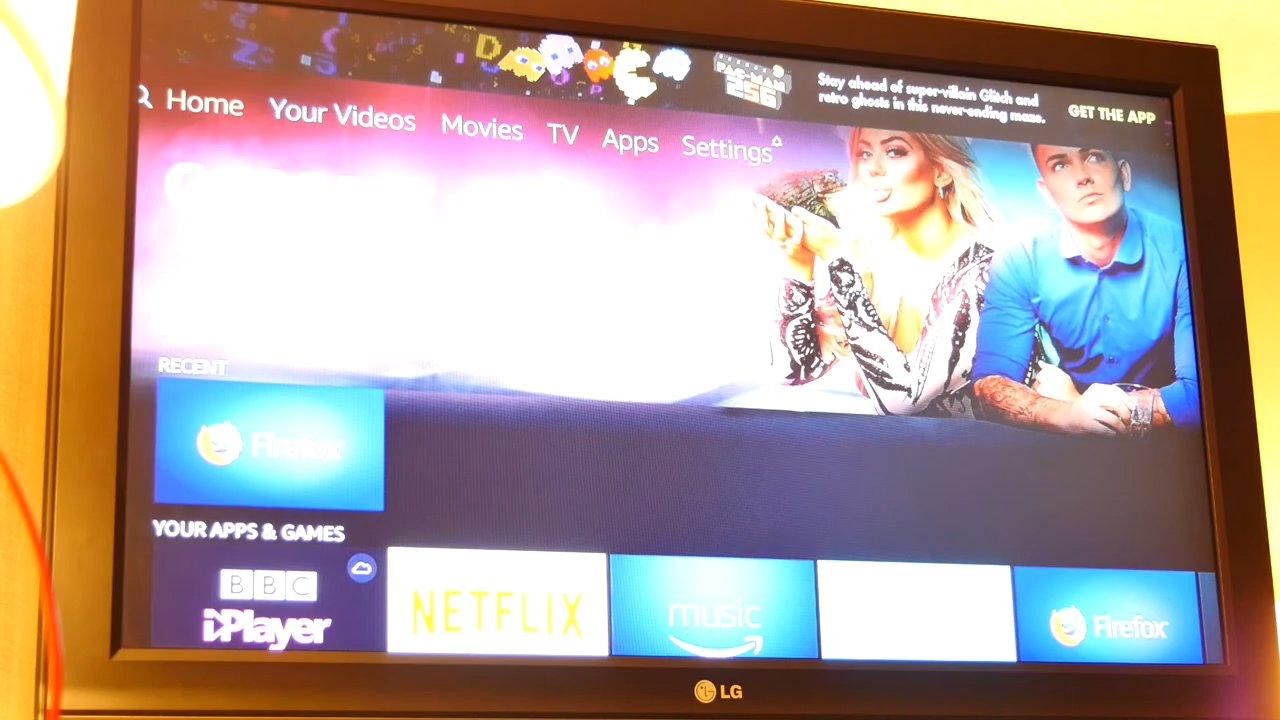 PAC-MAN
256
Stay ahead of super-villain Glitch and
retro ghosts in this never-ending maze.
GET THE APP
Home Your Videos Movies TV Apps Settings
RECENT
Firefox
YOUR APPS & GAMES
BBC
iPlayer
NETFLIX
music
Firefox
LG